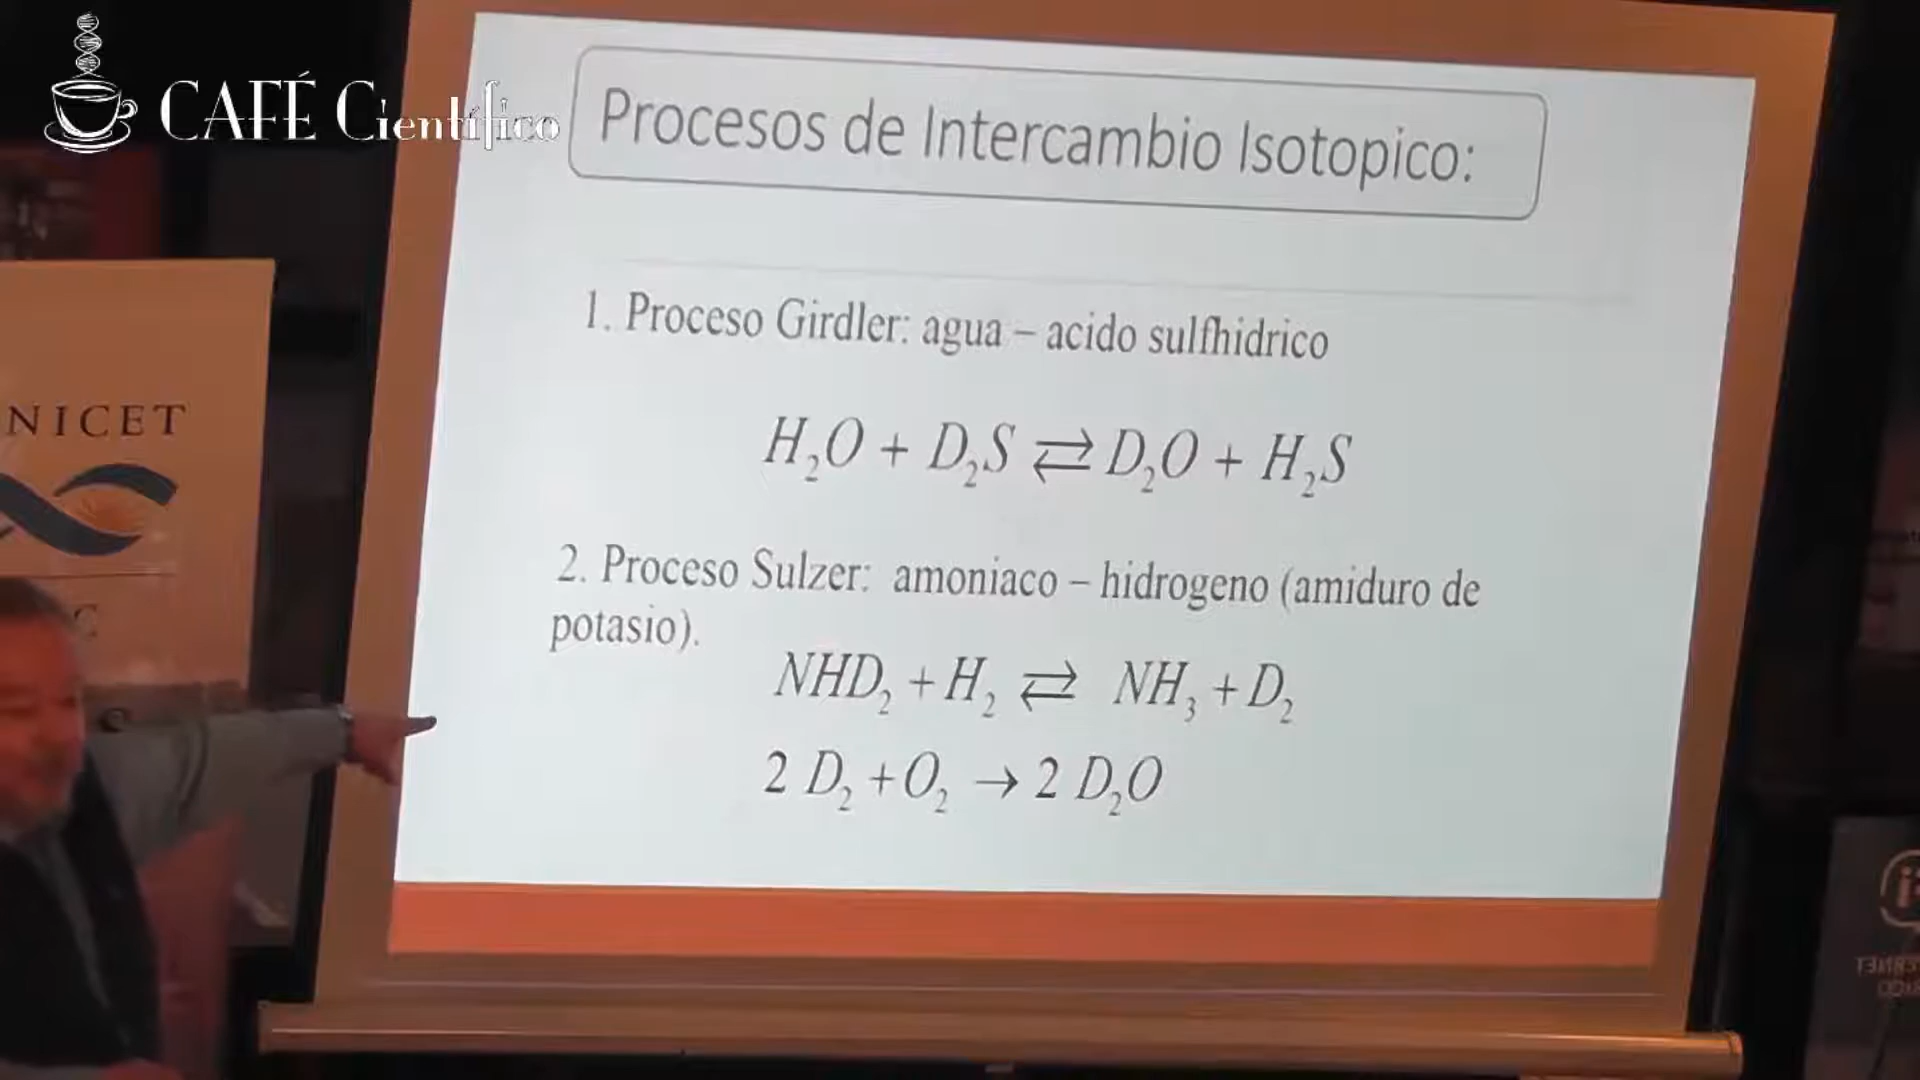 CAFÉ Científico
Procesos de Intercambio Isotopico:
1. Proceso Girdler: agua – acido sulfhidrico
H₂O + D₂S ⇄ D₂O + H₂S
2. Proceso Sulzer: amoniaco – hidrogeno (amiduro de
potasio).
NHD₂ + H₂ ⇄ NH₃ + D₂
2 D₂ + O₂ → 2 D₂O
NICET